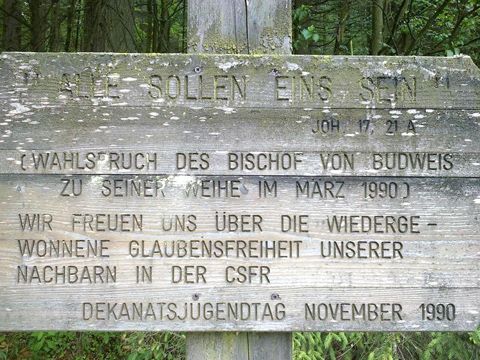 "ALLE SOLLEN EINS SEIN"
JOH. 17, 21 A
(WAHLSPRUCH DES BISCHOF VON BUDWEIS
ZU SEINER WEIHE IM MÄRZ 1990)
WIR FREUEN UNS ÜBER DIE WIEDERGE-
WONNENE GLAUBENSFREIHEIT UNSERER
NACHBARN IN DER CSFR
DEKANATSJUGENDTAG NOVEMBER 1990